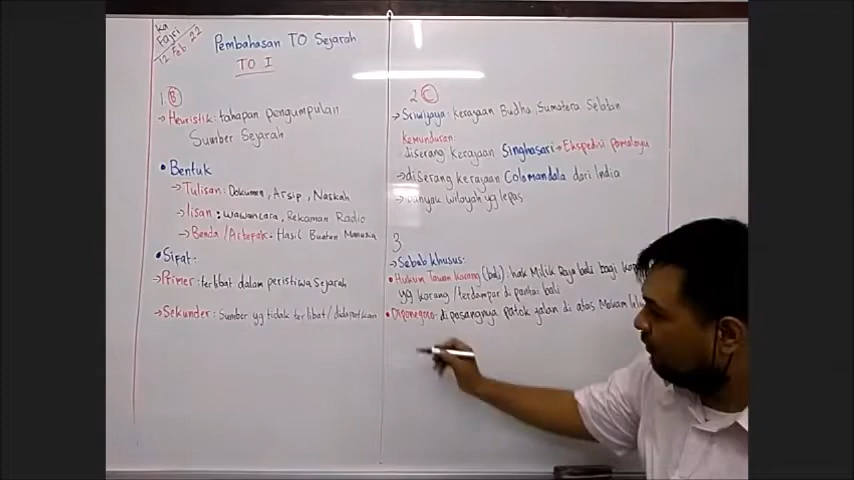 ka
Fajri
12 Feb 22
Pembahasan TO Sejarah
TO I
1 B
→ Heuristik: tahapan pengumpulan
Sumber Sejarah
• Bentuk
→ Tulisan: Dokumen, Arsip, Naskah
→ lisan: wawancara, Rekaman Radio
→ Benda/Artepak: Hasil Buatan Manusia
• Sifat:
→ Primer: terlibat dalam peristiwa sejarah
→ Sekunder: Sumber yg tidak terlibat/didapatkan
2 C
→ Sriwijaya: kerajaan Budha, Sumatera Selatan
Kemunduran:
diserang kerajaan Singhasari → Ekspedisi pamalayu
→ diserang kerajaan Colomandala dari India
→ banyak wilayah yg lepas
3
→ Sebab khusus:
• Hukum Tawan karang (bali): hak Milik Raja bali bagi
yg karang/terdampar di pantai bali
• Diponegoro: dipasangnya patok jalan di atas Makam